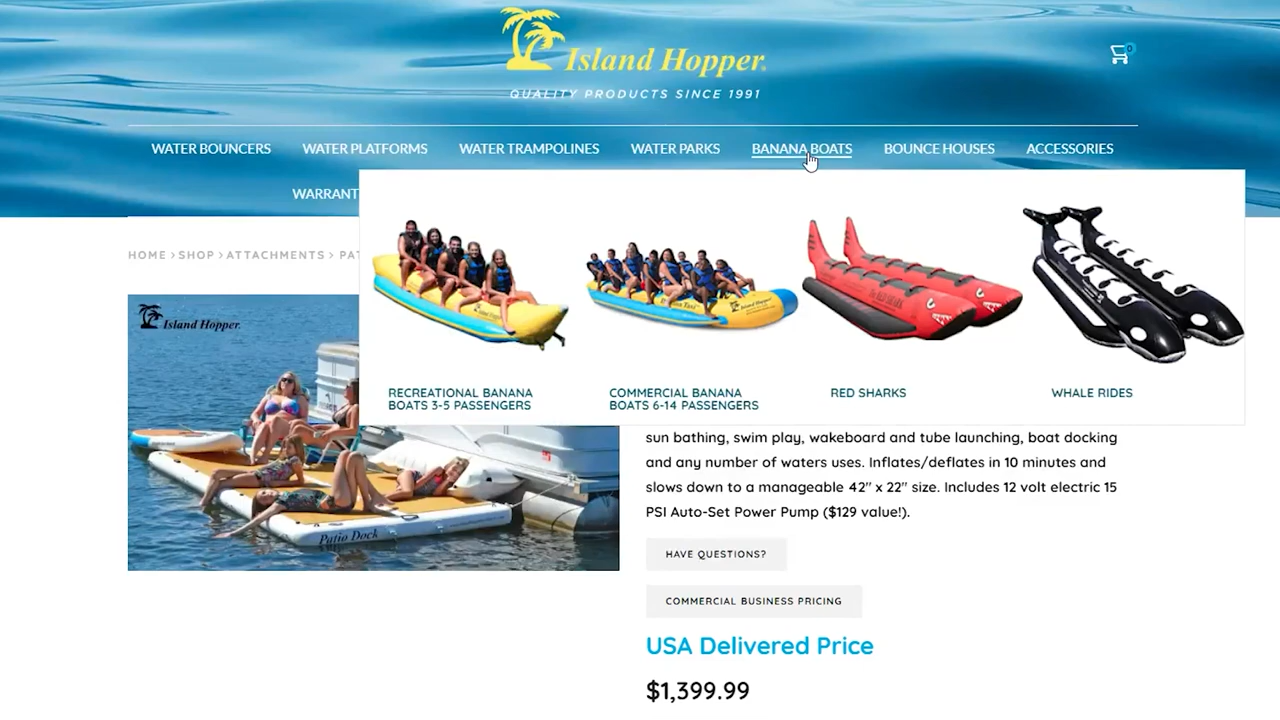 Island Hopper
QUALITY PRODUCTS SINCE 1991
0
WATER BOUNCERS WATER PLATFORMS WATER TRAMPOLINES WATER PARKS BANANA BOATS BOUNCE HOUSES ACCESSORIES
WARRANT
HOME > SHOP > ATTACHMENTS > PAT
Island Hopper
Patio Dock
RECREATIONAL BANANA
BOATS 3-5 PASSENGERS
COMMERCIAL BANANA
BOATS 6-14 PASSENGERS
RED SHARKS
WHALE RIDES
sun bathing, swim play, wakeboard and tube launching, boat docking
and any number of waters uses. Inflates/deflates in 10 minutes and
slows down to a manageable 42" x 22" size. Includes 12 volt electric 15
PSI Auto-Set Power Pump ($129 value!).
HAVE QUESTIONS?
COMMERCIAL BUSINESS PRICING
USA Delivered Price
$1,399.99